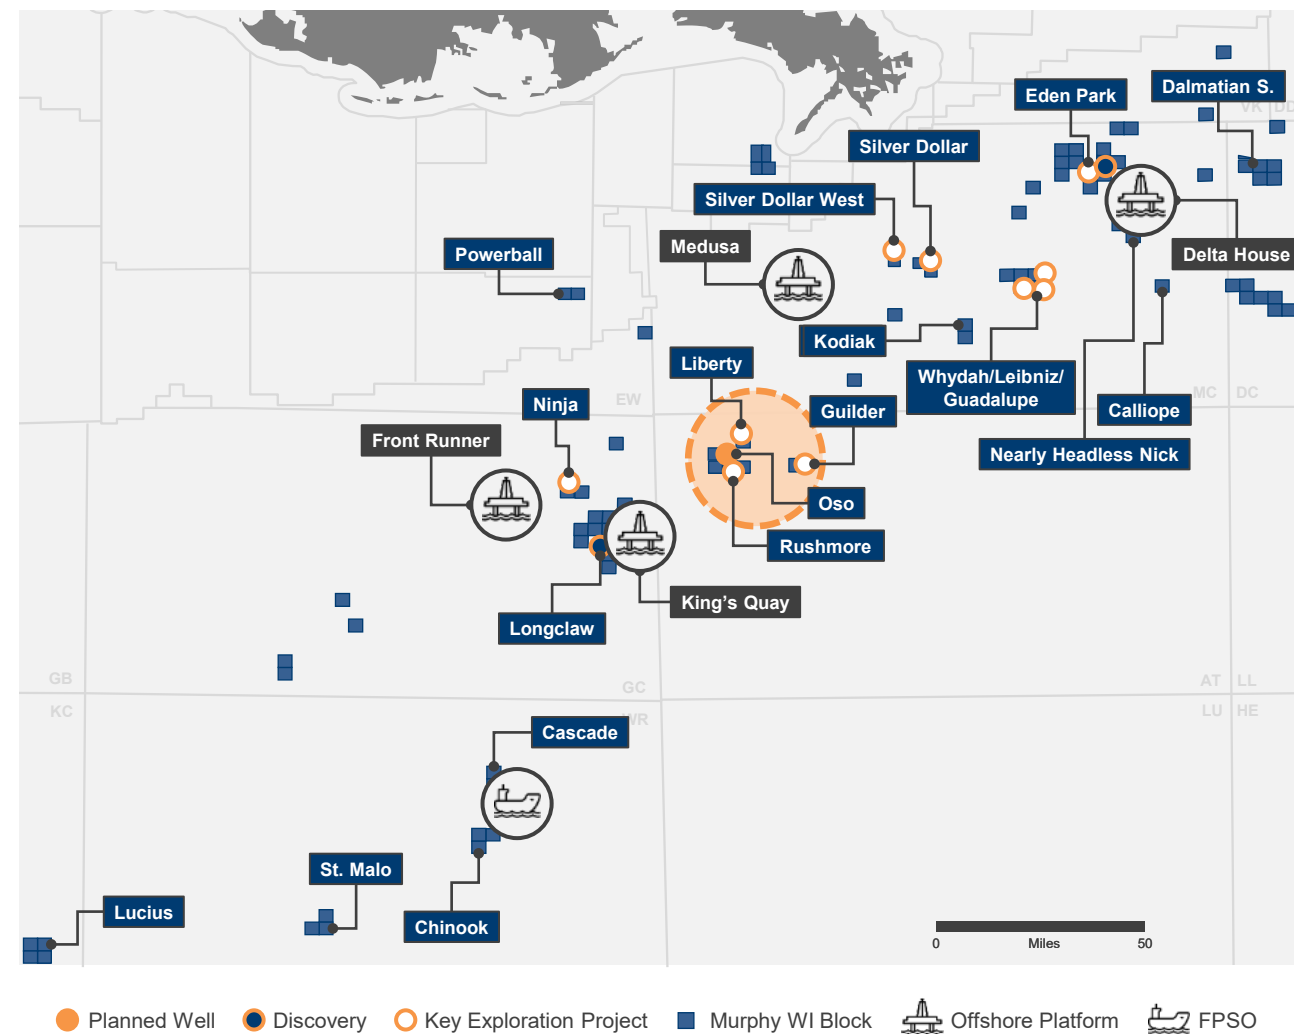 Eden Park
Dalmatian S.
VK
DD
Silver Dollar
Silver Dollar West
Medusa
Powerball
Delta House
Kodiak
Liberty
Whydah/Leibniz/
Guadalupe
MC
DC
EW
Ninja
Guilder
Calliope
Front Runner
Nearly Headless Nick
Oso
Rushmore
King's Quay
Longclaw
GB
GC
AT
LL
KC
WR
LU
HE
Cascade
St. Malo
Lucius
Chinook
0
Miles
50
Planned Well
Discovery
Key Exploration Project
Murphy WI Block
Offshore Platform
FPSO